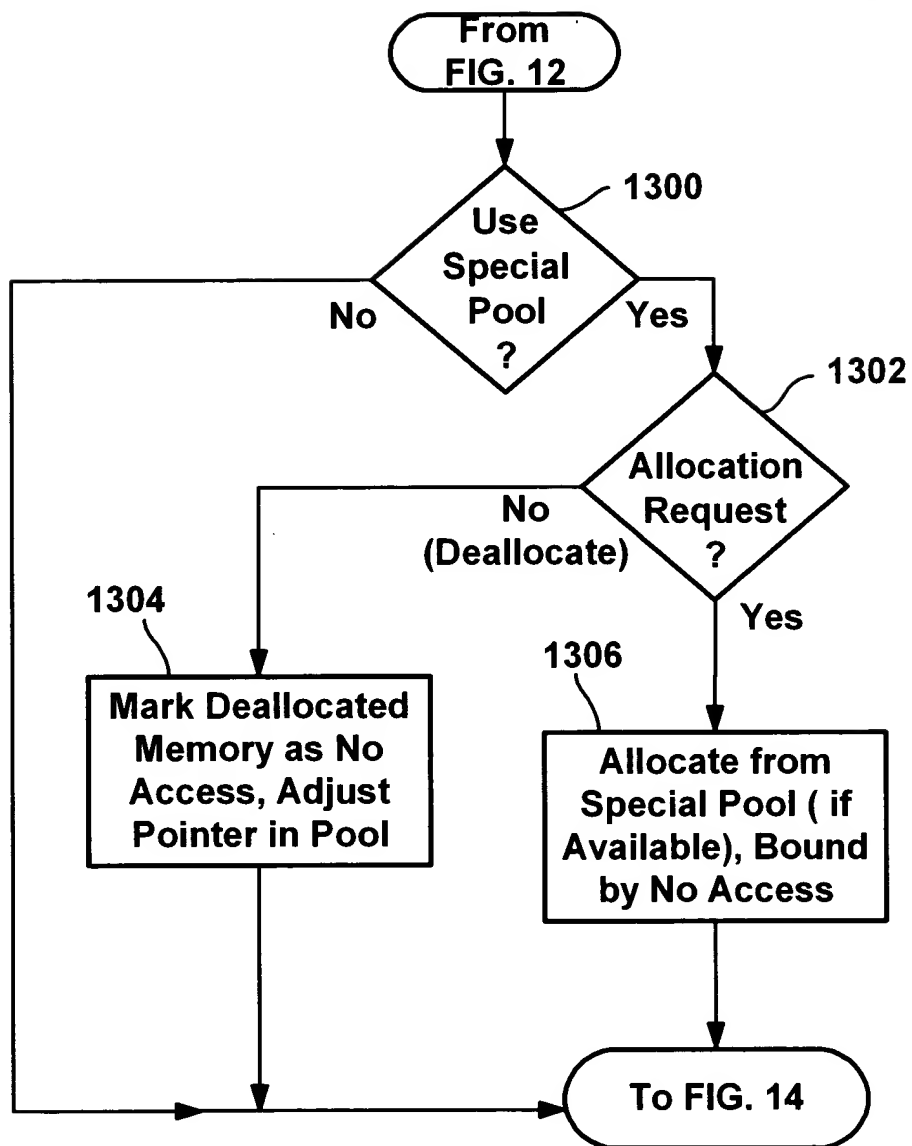 From
FIG. 12
1300
Use
Special
Pool
?
No
Yes
1302
Allocation
Request
?
No
(Deallocate)
Yes
1304
Mark Deallocated
Memory as No
Access, Adjust
Pointer in Pool
1306
Allocate from
Special Pool ( if
Available), Bound
by No Access
To FIG. 14